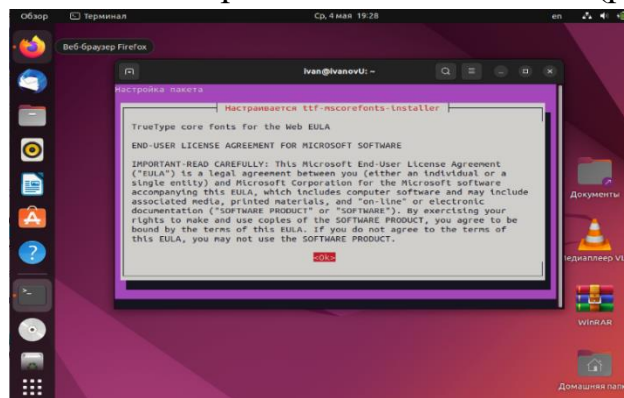 Обзор
Терминал
Ср, 4 мая 19:28
en
Веб-браузер Firefox
ivan@ivanovU: ~
Настройка пакета
Настраивается ttf-mscorefonts-installer
TrueType core fonts for the Web EULA
END-USER LICENSE AGREEMENT FOR MICROSOFT SOFTWARE
IMPORTANT-READ CAREFULLY: This Microsoft End-User License Agreement
("EULA") is a legal agreement between you (either an individual or a
single entity) and Microsoft Corporation for the Microsoft software
accompanying this EULA, which includes computer software and may include
associated media, printed materials, and "on-line" or electronic
documentation ("SOFTWARE PRODUCT" or "SOFTWARE"). By exercising your
rights to make and use copies of the SOFTWARE PRODUCT, you agree to be
bound by the terms of this EULA. If you do not agree to the terms of
this EULA, you may not use the SOFTWARE PRODUCT.
<Ok>
Документы
едиаплеер VL
WinRAR
Домашняя пап